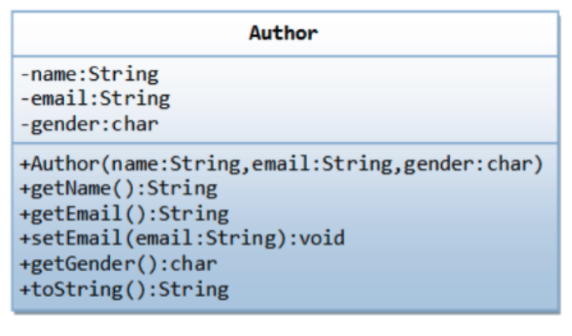 Author
-name:String
-email:String
-gender:char
+Author(name:String,email:String,gender:char)
+getName():String
+getEmail():String
+setEmail(email:String):void
+getGender():char
+toString():String